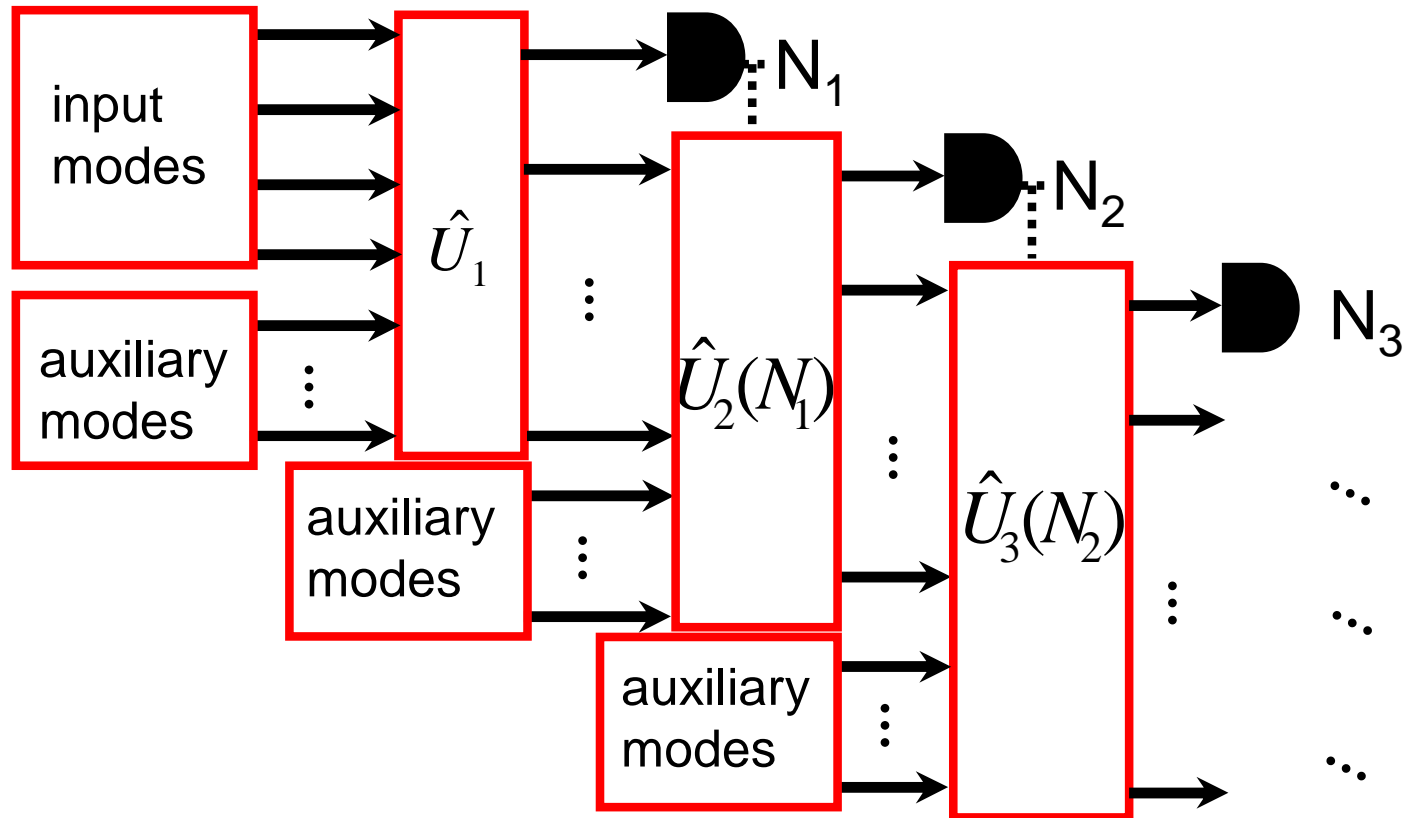 input
modes
auxiliary
modes
Û₁
N₁
auxiliary
modes
Û₂(N₁)
N₂
auxiliary
modes
Û₃(N₂)
N₃